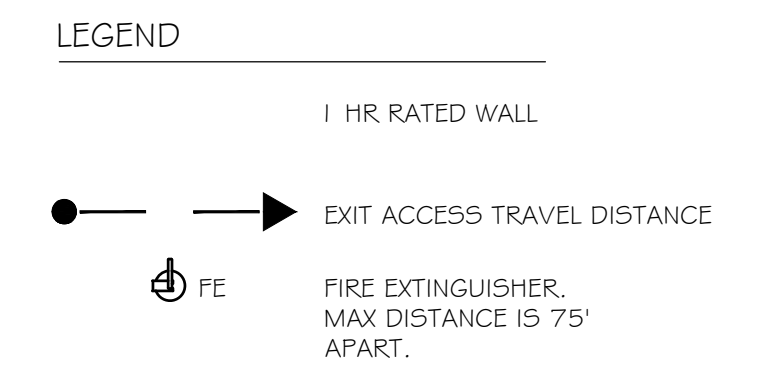 LEGEND
1 HR RATED WALL
EXIT ACCESS TRAVEL DISTANCE
FE
FIRE EXTINGUISHER.
MAX DISTANCE IS 75'
APART.